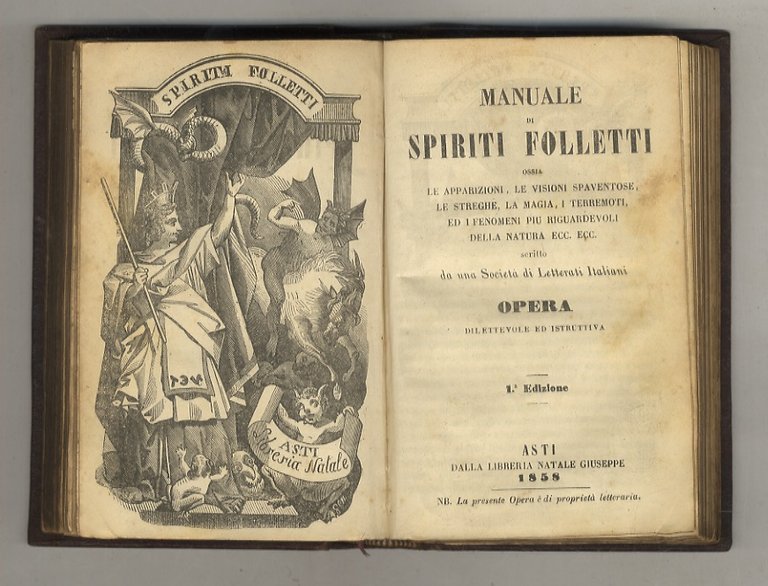 SPIRITI FOLLETTI
ASTI
Libreria Natale
MANUALE
DI
SPIRITI FOLLETTI
OSSIA
LE APPARIZIONI, LE VISIONI SPAVENTOSE,
LE STREGHE, LA MAGIA, I TERREMOTI,
ED I FENOMENI PIU RIGUARDEVOLI
DELLA NATURA ECC. ECC.
scritto
da una Società di Letterati Italiani
OPERA
DILETTEVOLE ED ISTRUTTIVA
1.ª Edizione
ASTI
DALLA LIBRERIA NATALE GIUSEPPE
1858
NB. La presente Opera è di proprietà letteraria.